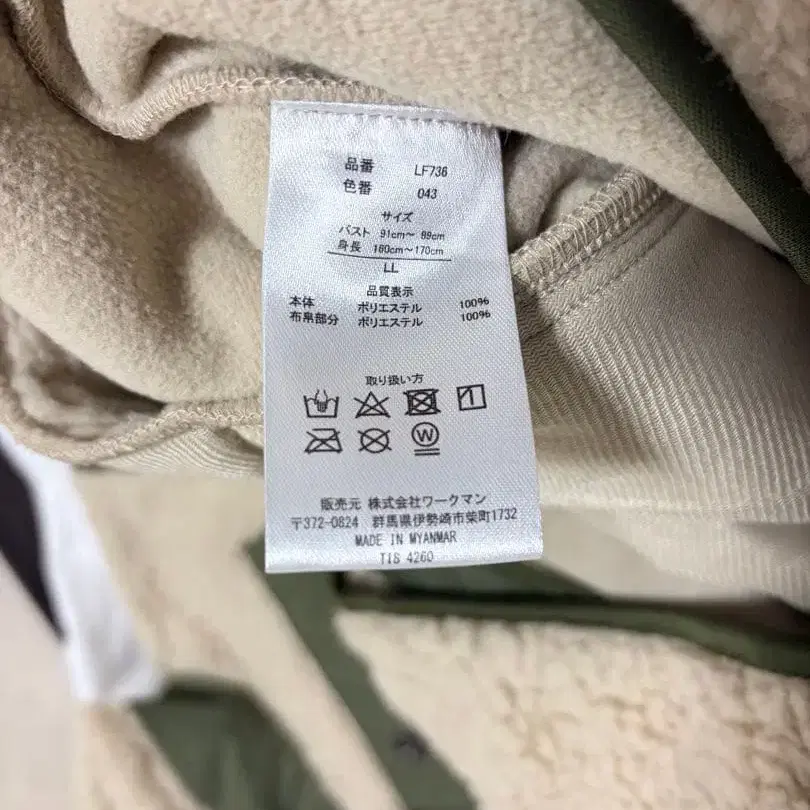 品番 LF736
色番 043
サイズ
バスト 91cm~ 99cm
身長 160cm~170cm
LL
品質表示
本体 ポリエステル 100%
布帛部分 ポリエステル 100%
取り扱い方
1
W
販売元 株式会社ワークマン
〒372-0824 群馬県伊勢崎市柴町1732
MADE IN MYANMAR
TIS 4260